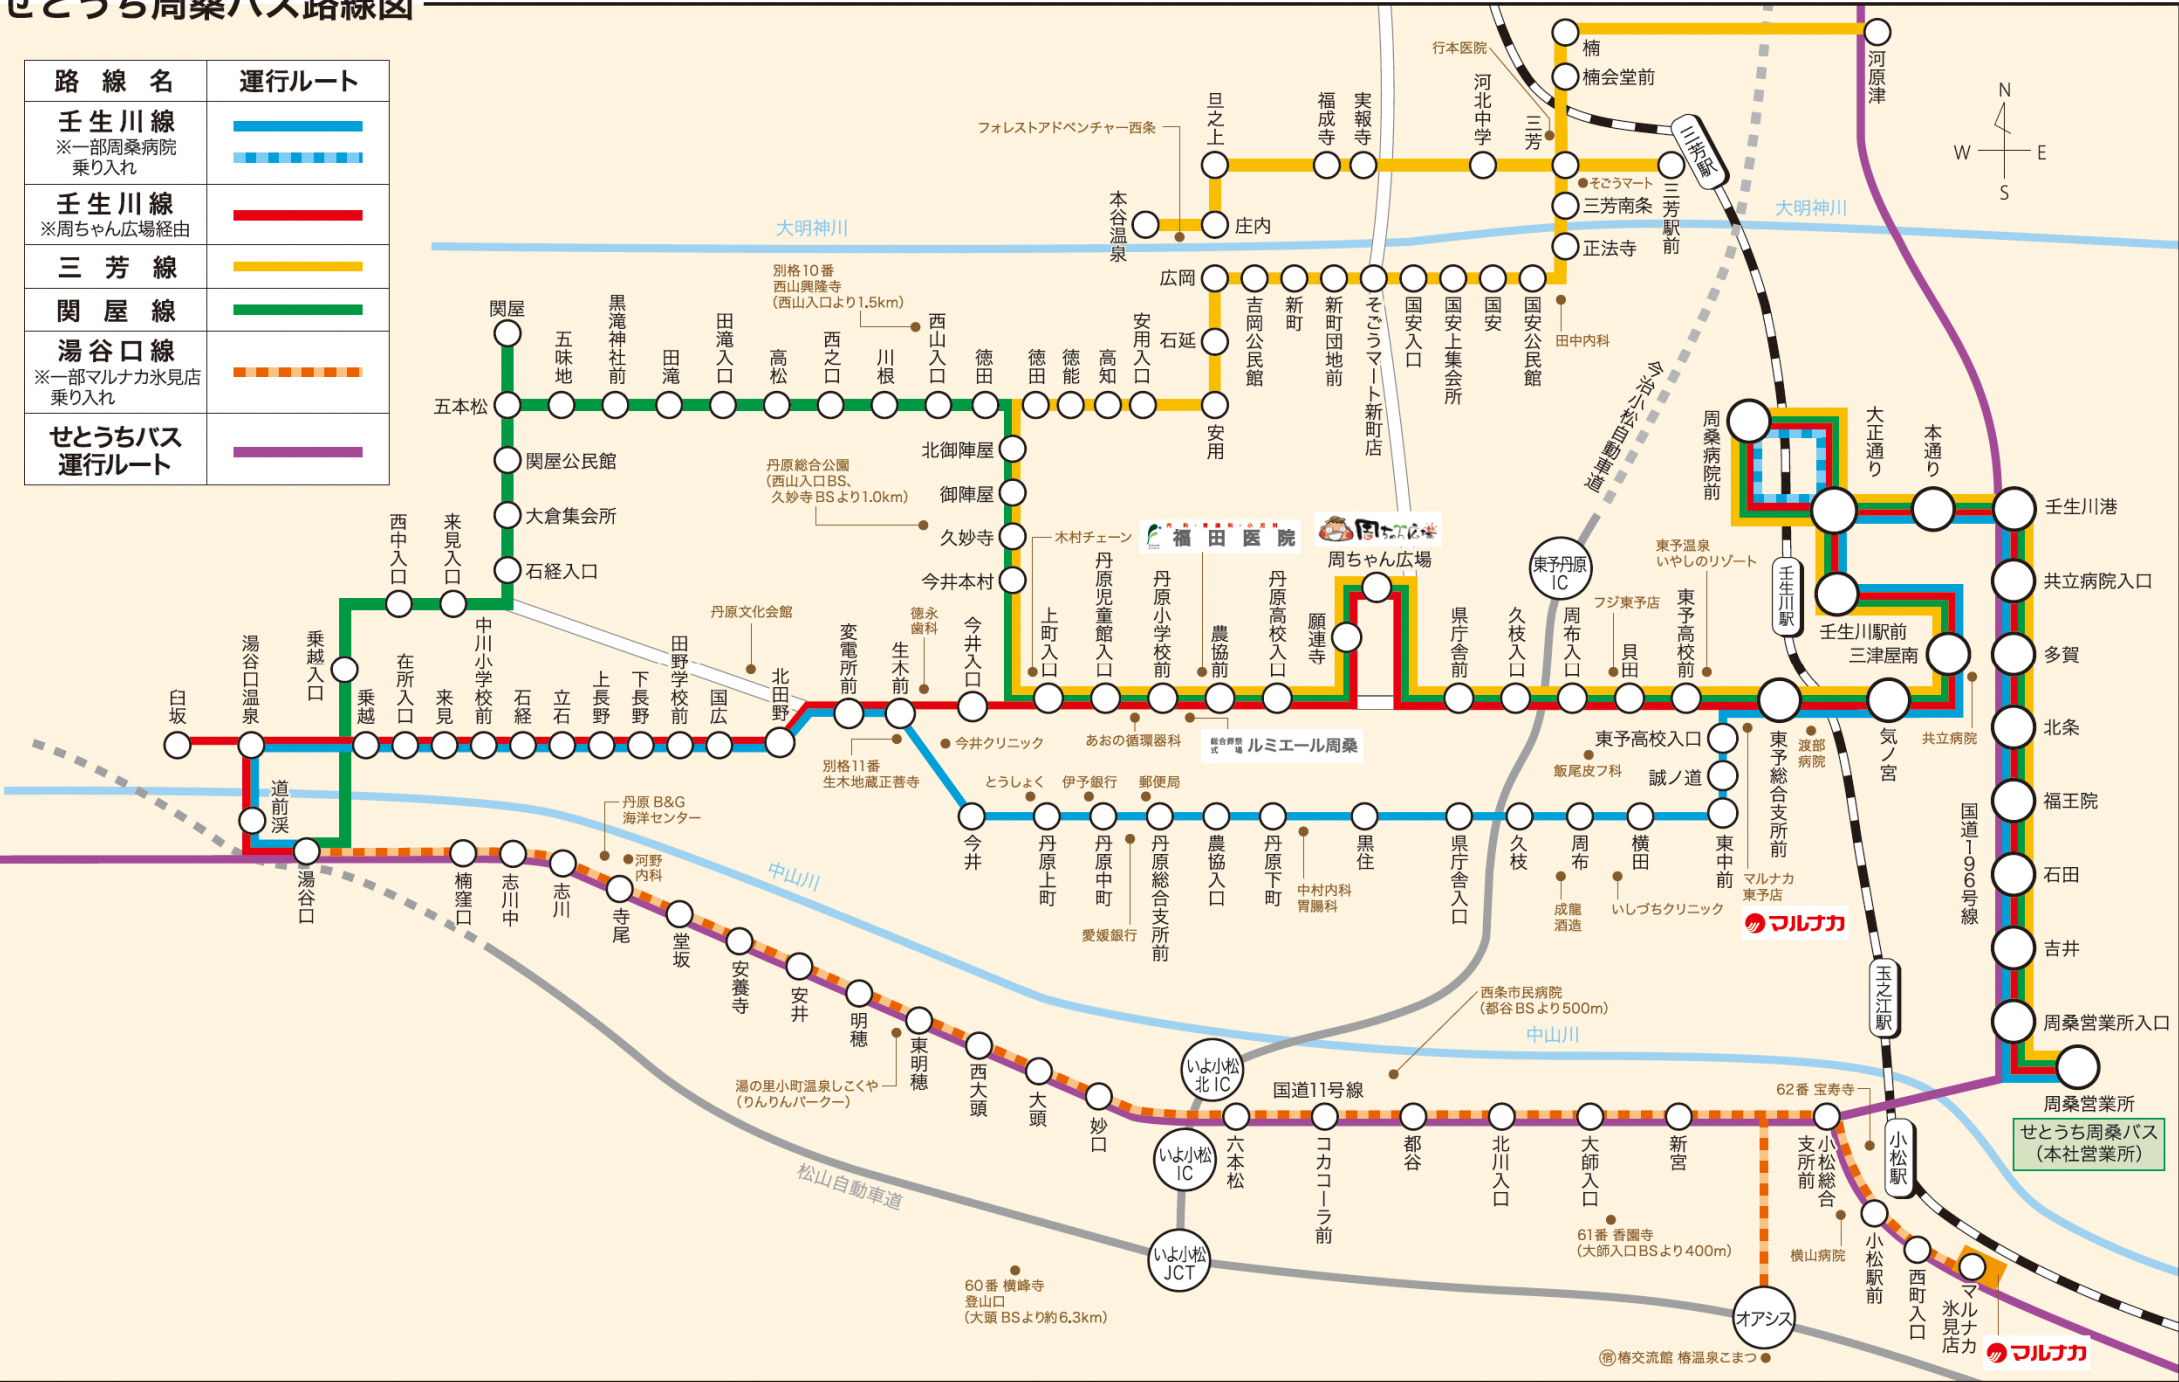 せとうち周桑バス路線図
路線名
運行ルート
壬生川線
※一部周桑病院
乗り入れ
壬生川線
※周ちゃん広場経由
三芳線
関屋線
湯谷口線
※一部マルナカ氷見店
乗り入れ
せとうちバス
運行ルート
N
W
E
S
楠
河原津
行本医院
楠会堂前
三芳
三芳駅
フォレストアドベンチャー西条
旦之上
福成寺
実報寺
河北中学
そごうマート
三芳駅前
三芳南条
正法寺
本谷温泉
庄内
大明神川
大明神川
広岡
吉岡公民館
新町
新町団地前
そごうマート新町店
国安入口
国安上集会所
国安
国安公民館
田中内科
石延
安用
別格10番
西山興隆寺
(西山入口より1.5km)
関屋
五本松
五味地
黒滝神社前
田滝
田滝入口
高松
西之口
川根
西山入口
徳田
徳田
徳能
高知
安用入口
関屋公民館
大倉集会所
石経入口
西中入口
来見入口
乗越入口
丹原総合公園
(西山入口BS、
久妙寺BSより1.0km)
北御陣屋
御陣屋
久妙寺
今井本村
木村チェーン
内科・胃腸科・小児科
福田医院
周ちゃん広場
周ちゃん広場
今治小松自動車道
東予丹原
IC
周桑病院前
大正通り
本通り
壬生川港
壬生川駅
壬生川駅前
三津屋南
共立病院
共立病院入口
多賀
北条
福王院
石田
吉井
周桑営業所入口
周桑営業所
せとうち周桑バス
(本社営業所)
国道196号線
臼坂
湯谷口温泉
道前渓
湯谷口
乗越
在所入口
来見
中川小学校前
石経
立石
上長野
下長野
田野学校前
国広
丹原文化会館
北田野
変電所前
生木前
徳永
歯科
今井入口
上町入口
丹原児童館入口
丹原小学校前
農協前
丹原高校入口
願連寺
県庁舎前
久枝入口
周布入口
貝田
フジ東予店
東予高校前
東予温泉
いやしのリゾート
東予総合支所前
気ノ宮
渡部
病院
別格11番
生木地蔵正善寺
今井クリニック
あおの循環器科
総合葬祭
式場
ルミエール周桑
飯尾皮フ科
東予高校入口
誠ノ道
東中前
マルナカ
東予店
マルナカ
今井
とうしょく
丹原上町
伊予銀行
丹原中町
郵便局
愛媛銀行
丹原総合支所前
農協入口
丹原下町
中村内科
胃腸科
黒住
県庁舎入口
久枝
周布
成龍
酒造
横田
いしづちクリニック
丹原B&G
海洋センター
河野
内科
中山川
中山川
楠窪口
志川中
志川
寺尾
堂坂
安養寺
安井
明穂
東明穂
西大頭
大頭
妙口
湯の里小町温泉しこくや
(りんりんパークー)
松山自動車道
いよ小松
北IC
いよ小松
IC
いよ小松
JCT
国道11号線
西条市民病院
(都谷BSより500m)
六本松
コカコーラ前
都谷
北川入口
大師入口
新宮
小松総合
支所前
62番 宝寿寺
玉之江駅
小松駅
61番 香園寺
(大師入口BSより400m)
60番 横峰寺
登山口
(大頭BSより約6.3km)
オアシス
宿 椿交流館 椿温泉こまつ
横山病院
小松駅前
西町入口
マルナカ
氷見店
マルナカ